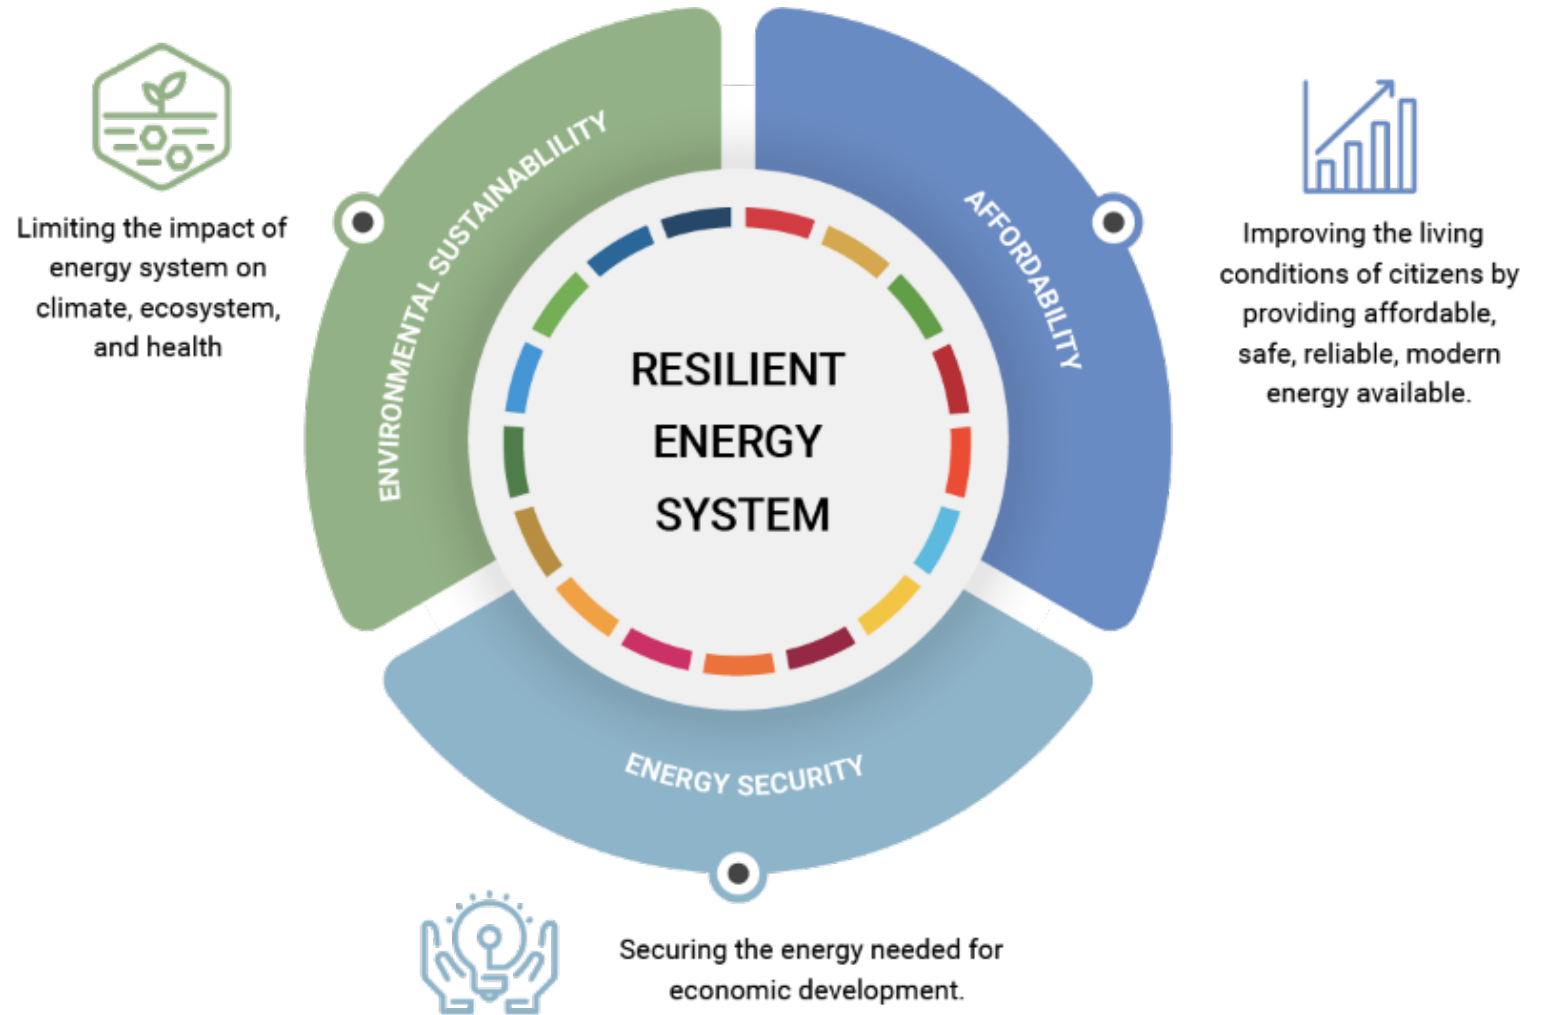 ENVIRONMENTAL SUSTAINABLILITY
Limiting the impact of
energy system on
climate, ecosystem,
and health
AFFORDABILITY
Improving the living
conditions of citizens by
providing affordable,
safe, reliable, modern
energy available.
RESILIENT
ENERGY
SYSTEM
ENERGY SECURITY
Securing the energy needed for
economic development.